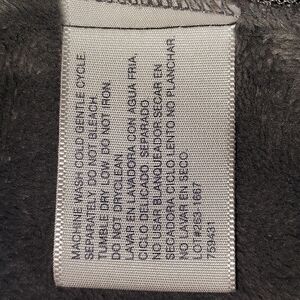 MACHINE WASH COLD GENTLE CYCLE.
SEPARATELY. DO NOT BLEACH.
TUMBLE DRY LOW. DO NOT IRON.
DO NOT DRYCLEAN.
LAVAR EN LAVADORA CON AGUA FRIA,
CICLO DELICADO SEPARADO.
NO USAR BLANQUEADOR SECAR EN
SECADORA CICLO LENTO NO PLANCHAR
NO LAVAR EN SECO.
LOT#253-1667
759431